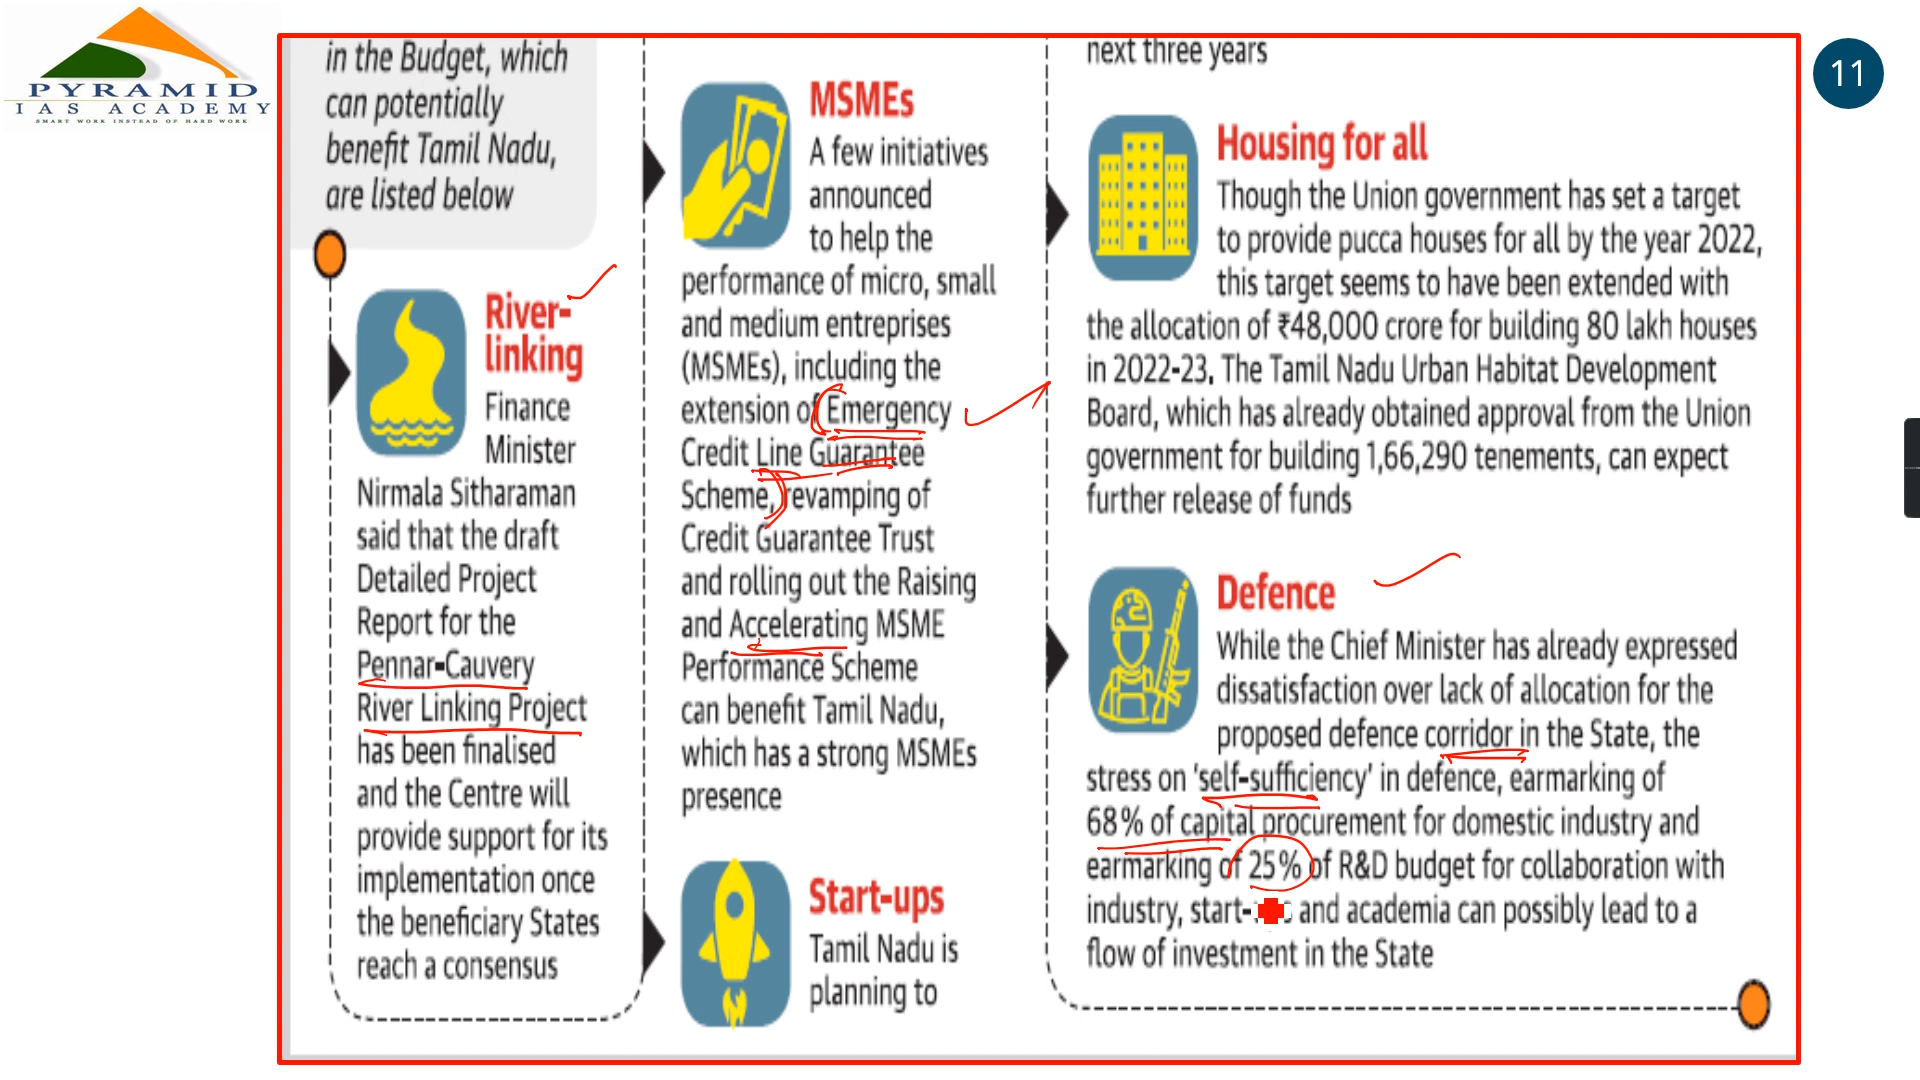 PYRAMID
IAS ACADEMY
SMART WORK INSTEAD OF HARD WORK
11
in the Budget, which
can potentially
benefit Tamil Nadu,
are listed below
River-
linking
Finance
Minister
Nirmala Sitharaman
said that the draft
Detailed Project
Report for the
Pennar-Cauvery
River Linking Project
has been finalised
and the Centre will
provide support for its
implementation once
the beneficiary States
reach a consensus
MSMEs
A few initiatives
announced
to help the
performance of micro, small
and medium entreprises
(MSMEs), including the
extension of Emergency
Credit Line Guarantee
Scheme, revamping of
Credit Guarantee Trust
and rolling out the Raising
and Accelerating MSME
Performance Scheme
can benefit Tamil Nadu,
which has a strong MSMEs
presence
Start-ups
Tamil Nadu is
planning to
next three years
Housing for all
Though the Union government has set a target
to provide pucca houses for all by the year 2022,
this target seems to have been extended with
the allocation of ₹48,000 crore for building 80 lakh houses
in 2022-23. The Tamil Nadu Urban Habitat Development
Board, which has already obtained approval from the Union
government for building 1,66,290 tenements, can expect
further release of funds
Defence
While the Chief Minister has already expressed
dissatisfaction over lack of allocation for the
proposed defence corridor in the State, the
stress on 'self-sufficiency' in defence, earmarking of
68% of capital procurement for domestic industry and
earmarking of 25% of R&D budget for collaboration with
industry, start- and academia can possibly lead to a
flow of investment in the State